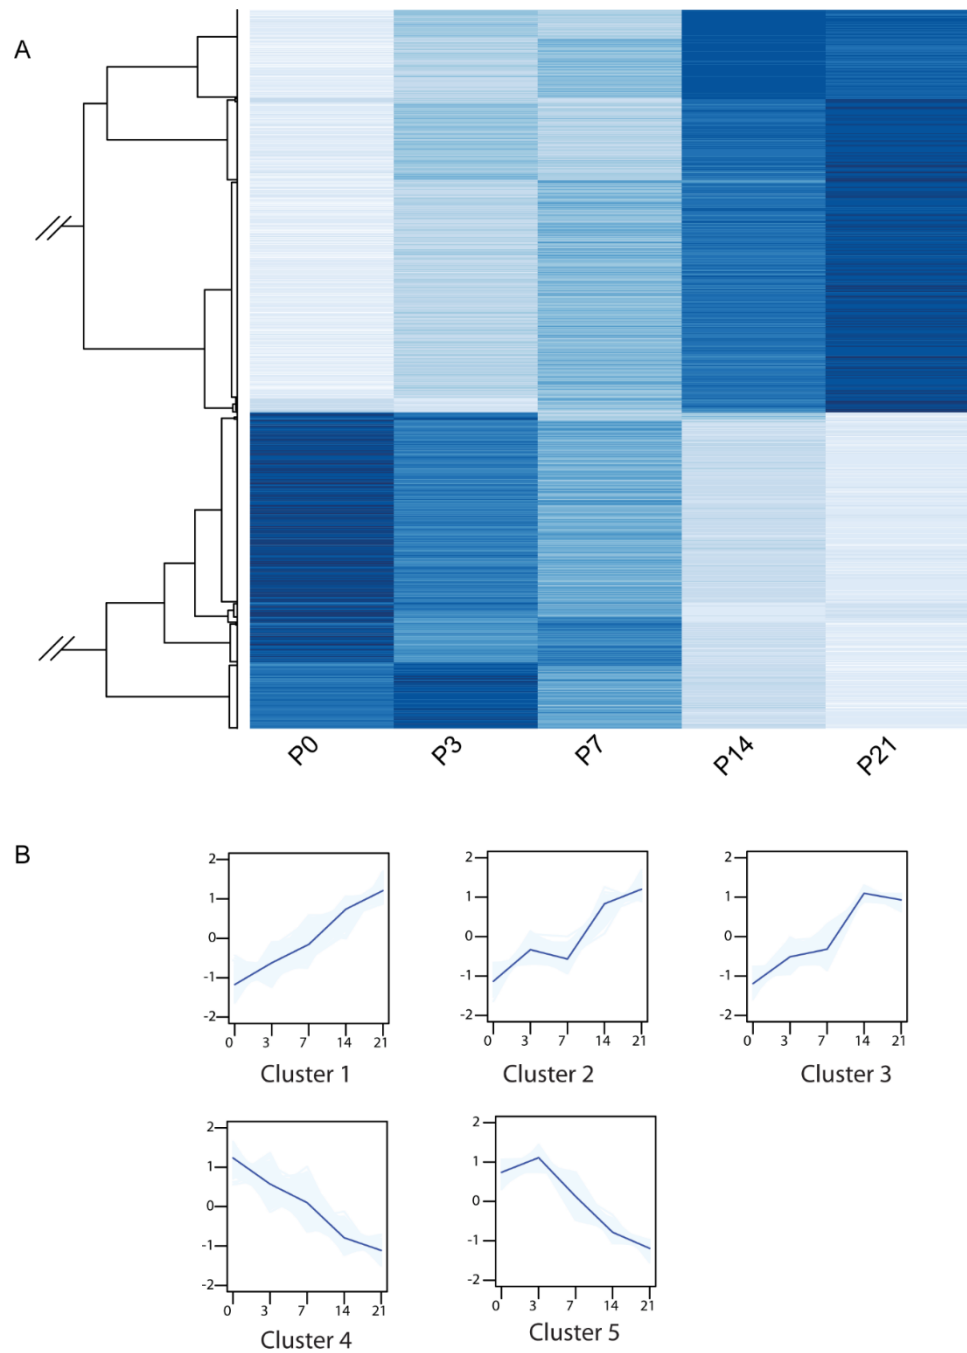 A
P0 P3 P7 P14 P21
B
2 2 2
1 1 1
0 0 0
-1 -1 -1
-2 -2 -2
0 3 7 14 21 0 3 7 14 21 0 3 7 14 21
Cluster 1 Cluster 2 Cluster 3
2 2
1 1
0 0
-1 -1
-2 -2
0 3 7 14 21 0 3 7 14 21
Cluster 4 Cluster 5